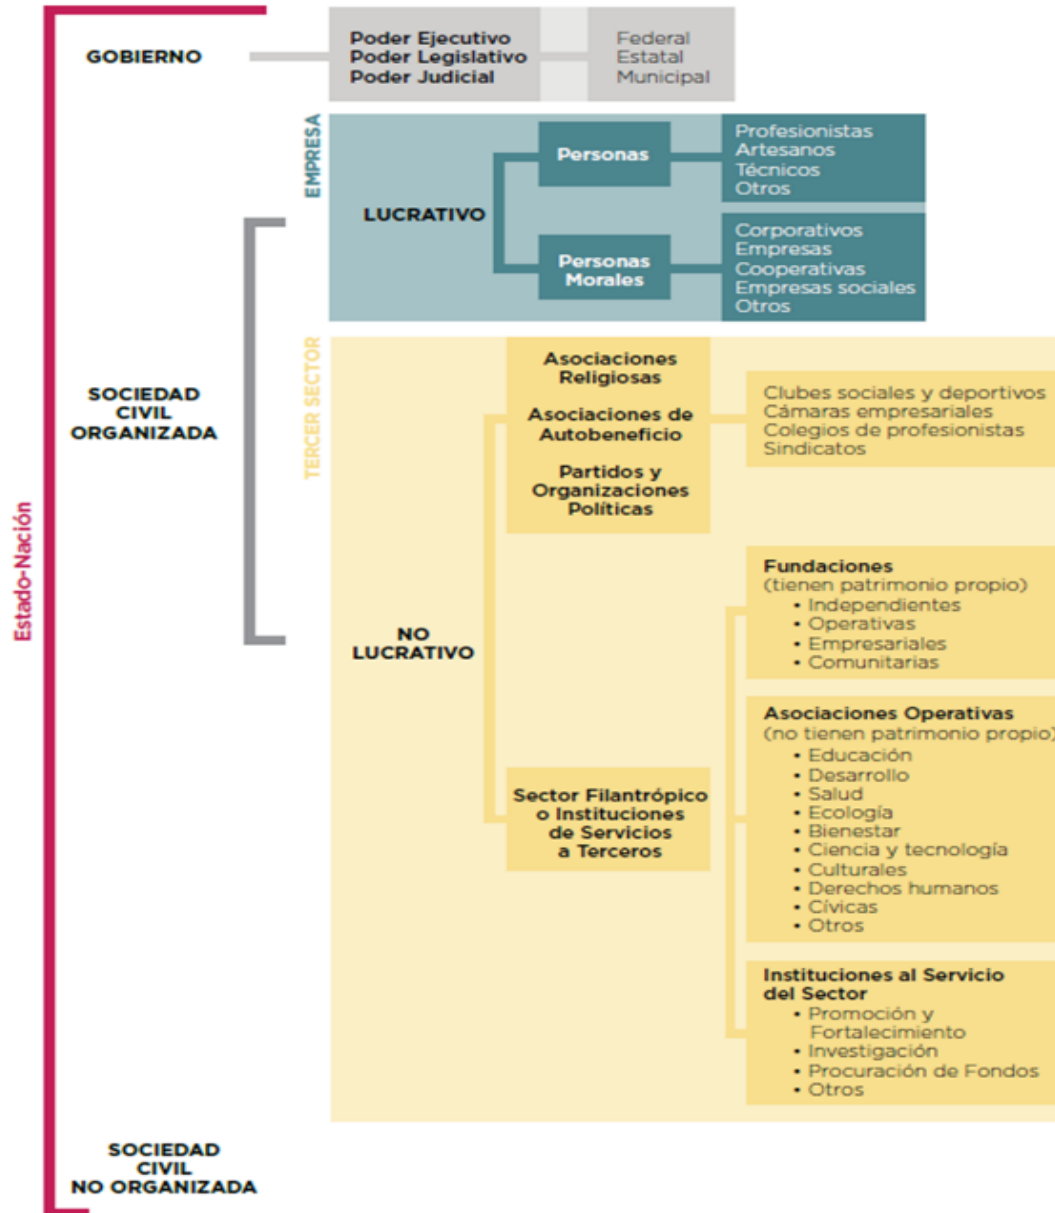 Estado-Nación
GOBIERNO
Poder Ejecutivo
Poder Legislativo
Poder Judicial
Federal
Estatal
Municipal
SOCIEDAD
CIVIL
ORGANIZADA
EMPRESA
LUCRATIVO
Personas
Profesionistas
Artesanos
Técnicos
Otros
Personas
Morales
Corporativos
Empresas
Cooperativas
Empresas sociales
Otros
TERCER SECTOR
NO
LUCRATIVO
Asociaciones
Religiosas
Asociaciones de
Autobeneficio
Partidos y
Organizaciones
Políticas
Clubes sociales y deportivos
Cámaras empresariales
Colegios de profesionistas
Sindicatos
Sector Filantrópico
o Instituciones
de Servicios
a Terceros
Fundaciones
(tienen patrimonio propio)
• Independientes
• Operativas
• Empresariales
• Comunitarias
Asociaciones Operativas
(no tienen patrimonio propio)
• Educación
• Desarrollo
• Salud
• Ecología
• Bienestar
• Ciencia y tecnología
• Culturales
• Derechos humanos
• Cívicas
• Otros
Instituciones al Servicio
del Sector
• Promoción y
Fortalecimiento
• Investigación
• Procuración de Fondos
• Otros
SOCIEDAD
CIVIL
NO ORGANIZADA